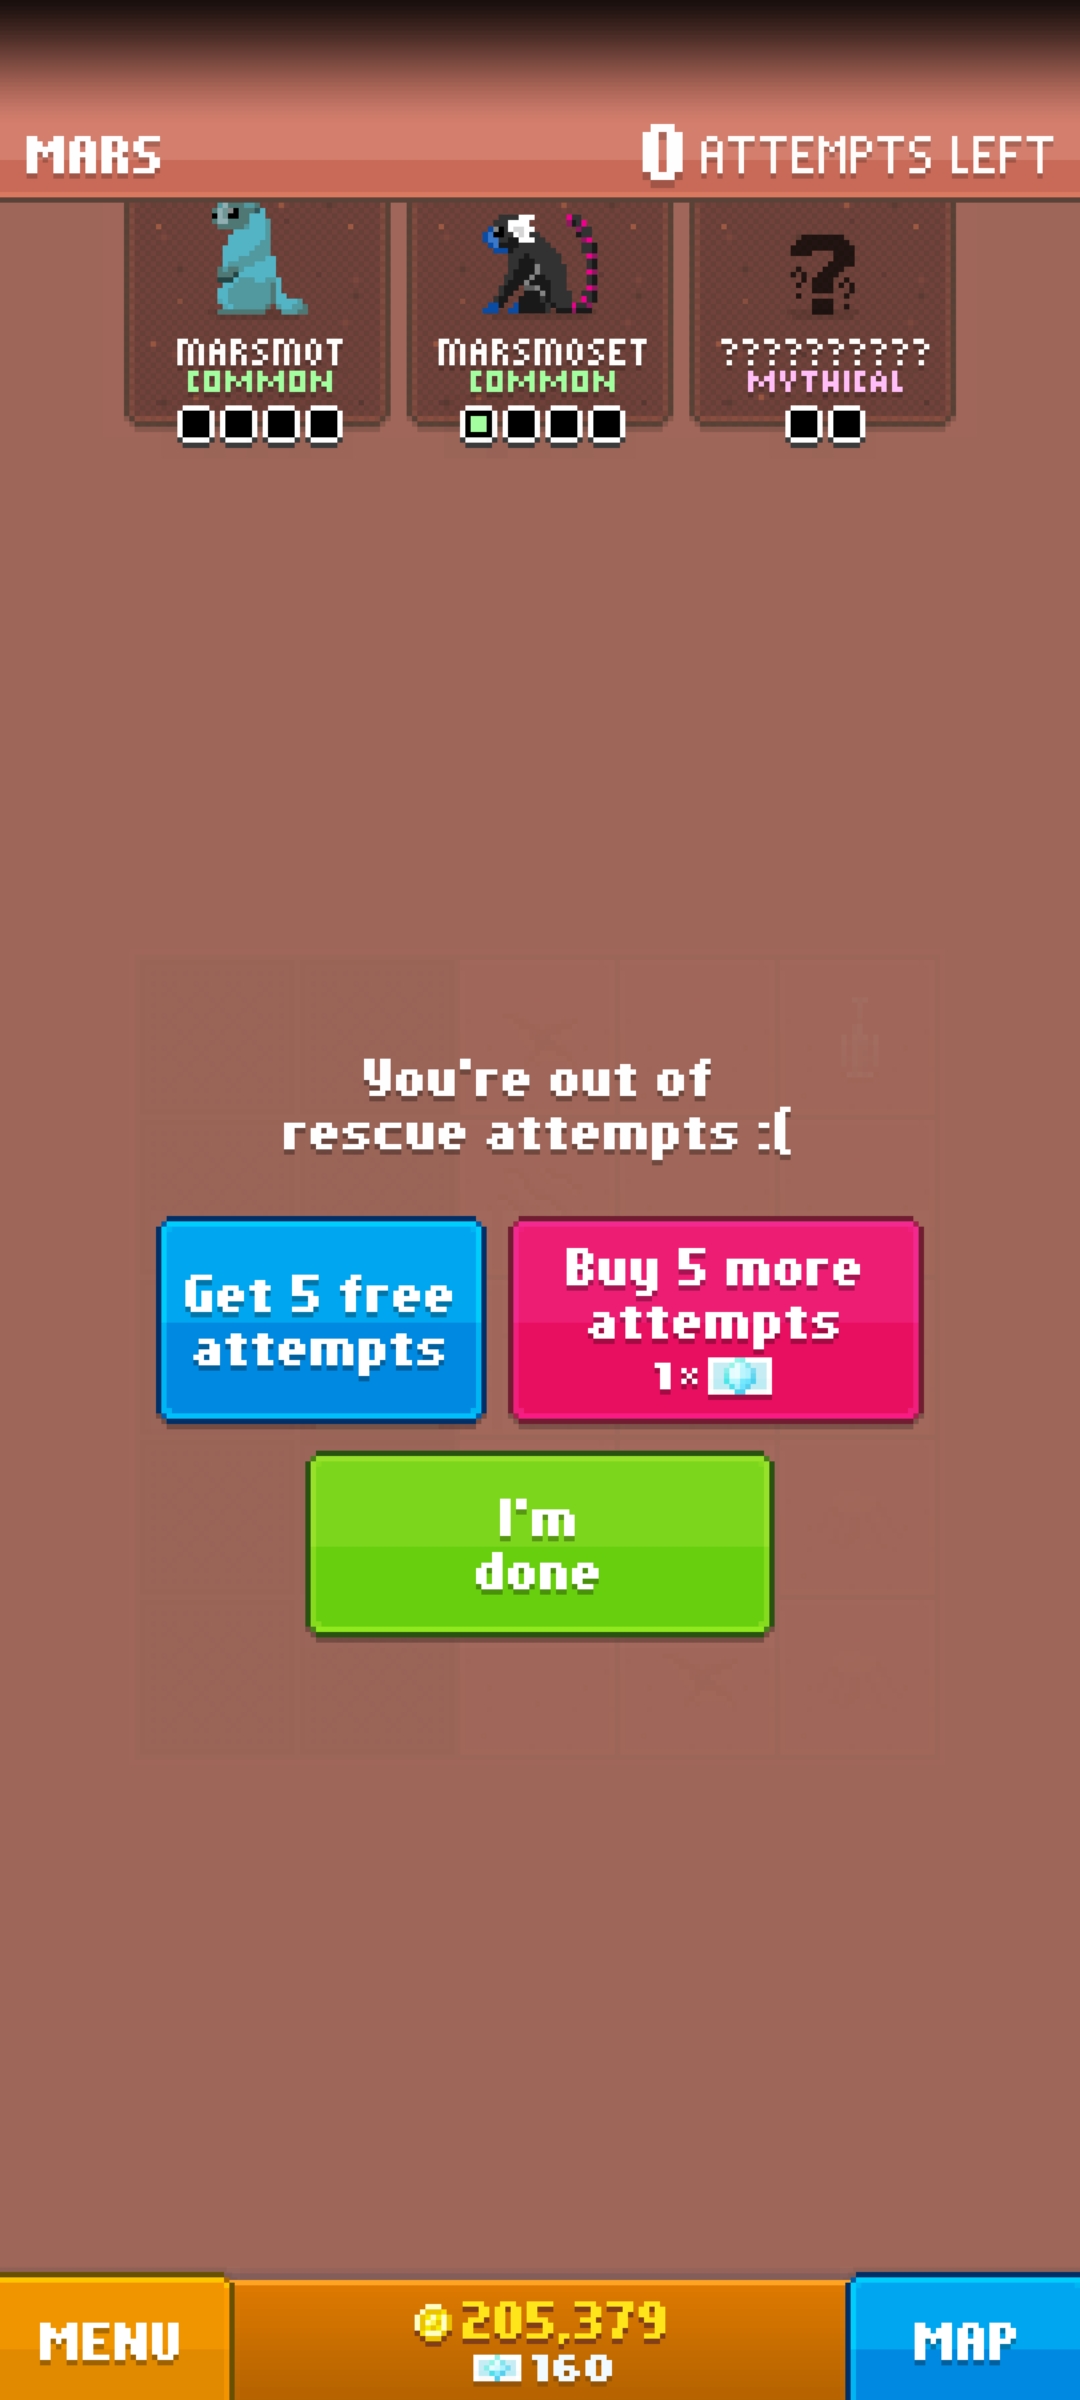 MARS
0 ATTEMPTS LEFT
MARSMOT
COMMON
MARSMOSET
COMMON
??????????
MYTHICAL
You're out of
rescue attempts :(
Get 5 free
attempts
Buy 5 more
attempts
1×
I'm
done
MENU
205,379
160
MAP